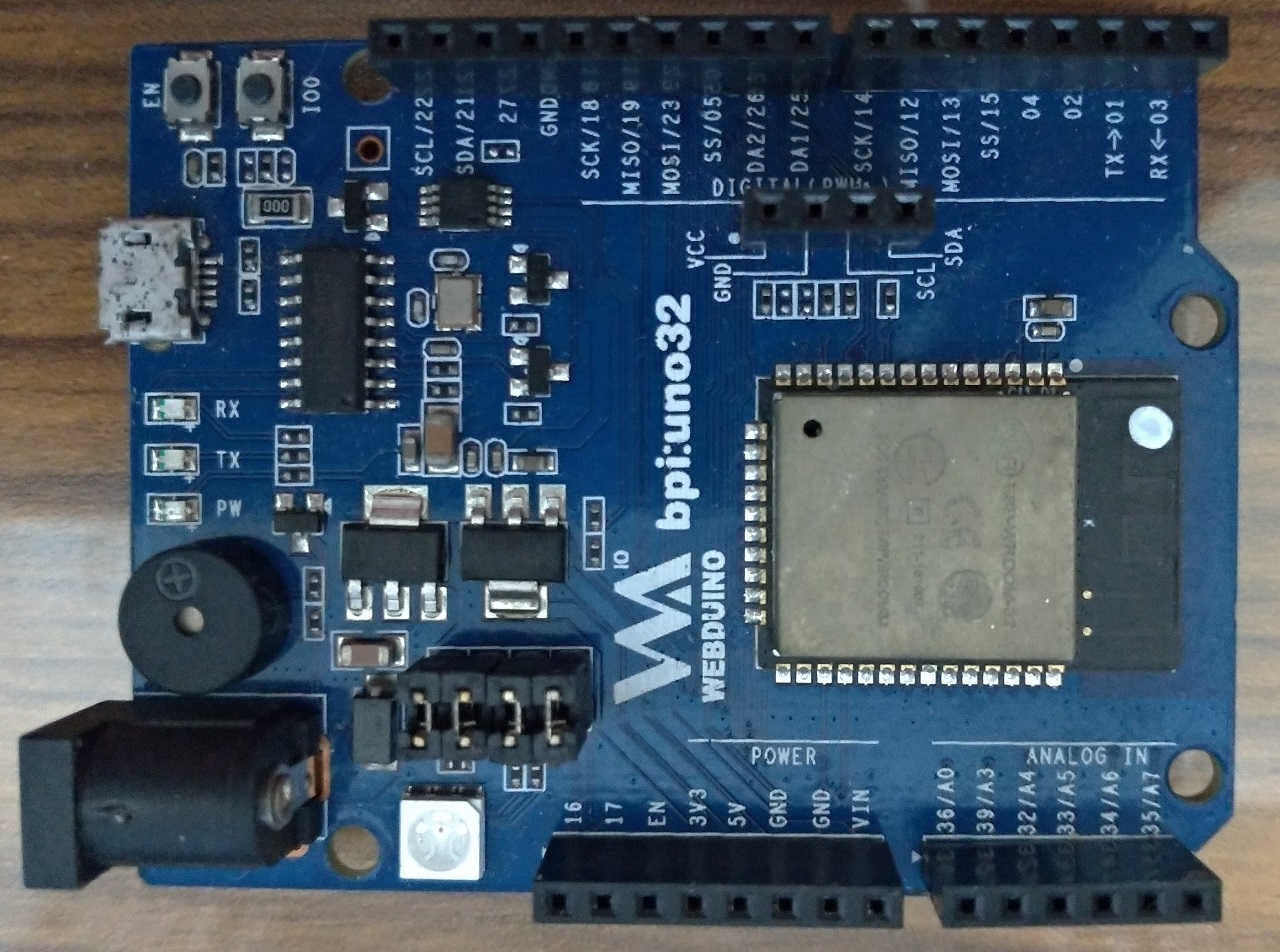 EN
IO0
SCL/22
SDA/21
27
GND
SCK/18
MISO/19
MOSI/23
SS/05
DA2/26
DA1/25
SCK/14
MISO/12
MOSI/13
SS/15
04
02
TX→01
RX←03
DIGITAL(PWM~)
000
VCC
GND
SCL
SDA
RX
TX
PW
IO
bpi:uno32
WEBDUINO
POWER
ANALOG IN
16
17
EN
3V3
5V
GND
GND
VIN
36/A0
39/A3
32/A4
33/A5
34/A6
35/A7